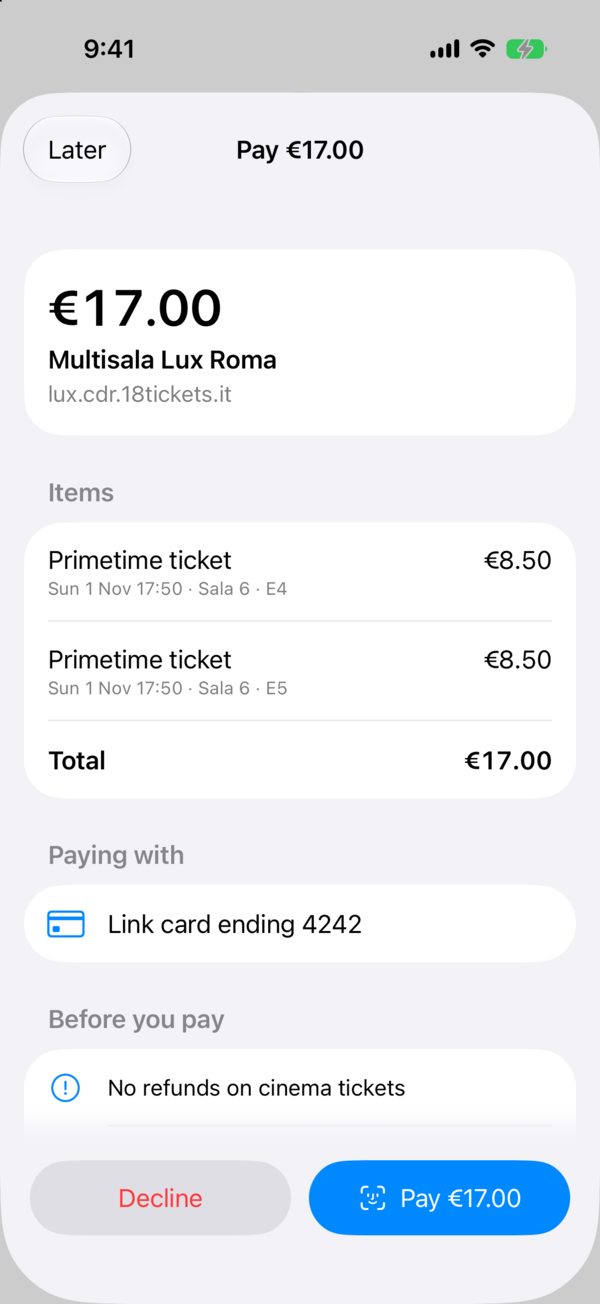 9:41
Later
Pay €17.00
€17.00
Multisala Lux Roma
lux.cdr.18tickets.it
Items
Primetime ticket €8.50
Sun 1 Nov 17:50 · Sala 6 · E4
Primetime ticket €8.50
Sun 1 Nov 17:50 · Sala 6 · E5
Total €17.00
Paying with
Link card ending 4242
Before you pay
No refunds on cinema tickets
Decline
Pay €17.00